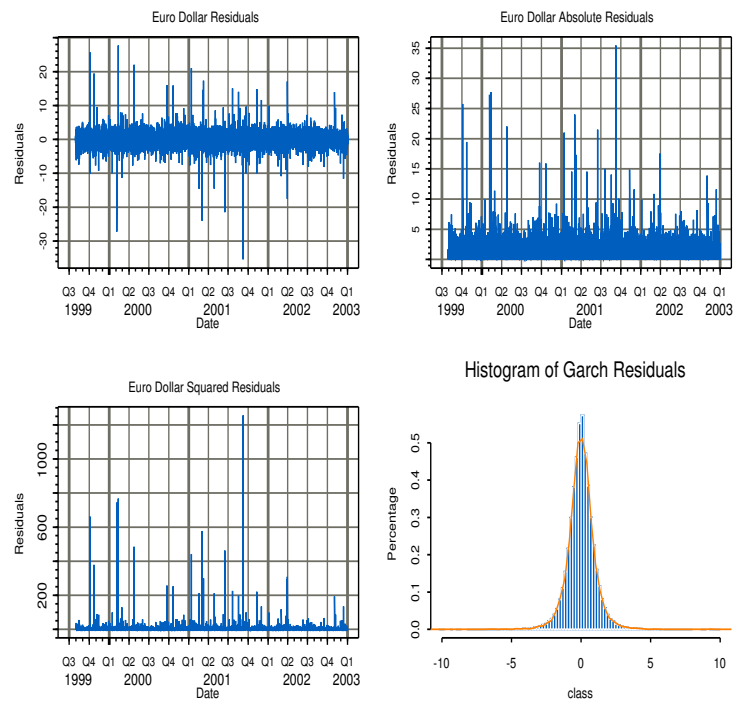 Euro Dollar Residuals
Residuals
20
10
0
-10
-20
-30
Q3 Q4 Q1 Q2 Q3 Q4 Q1 Q2 Q3 Q4 Q1 Q2 Q3 Q4 Q1
1999 2000 2001 2002 2003
Date
Euro Dollar Absolute Residuals
Residuals
35
30
25
20
15
10
5
Q3 Q4 Q1 Q2 Q3 Q4 Q1 Q2 Q3 Q4 Q1 Q2 Q3 Q4 Q1
1999 2000 2001 2002 2003
Date
Euro Dollar Squared Residuals
Residuals
1000
600
200
Q3 Q4 Q1 Q2 Q3 Q4 Q1 Q2 Q3 Q4 Q1 Q2 Q3 Q4 Q1
1999 2000 2001 2002 2003
Date
Histogram of Garch Residuals
Percentage
0.5
0.4
0.3
0.2
0.1
0.0
-10 -5 0 5 10
class